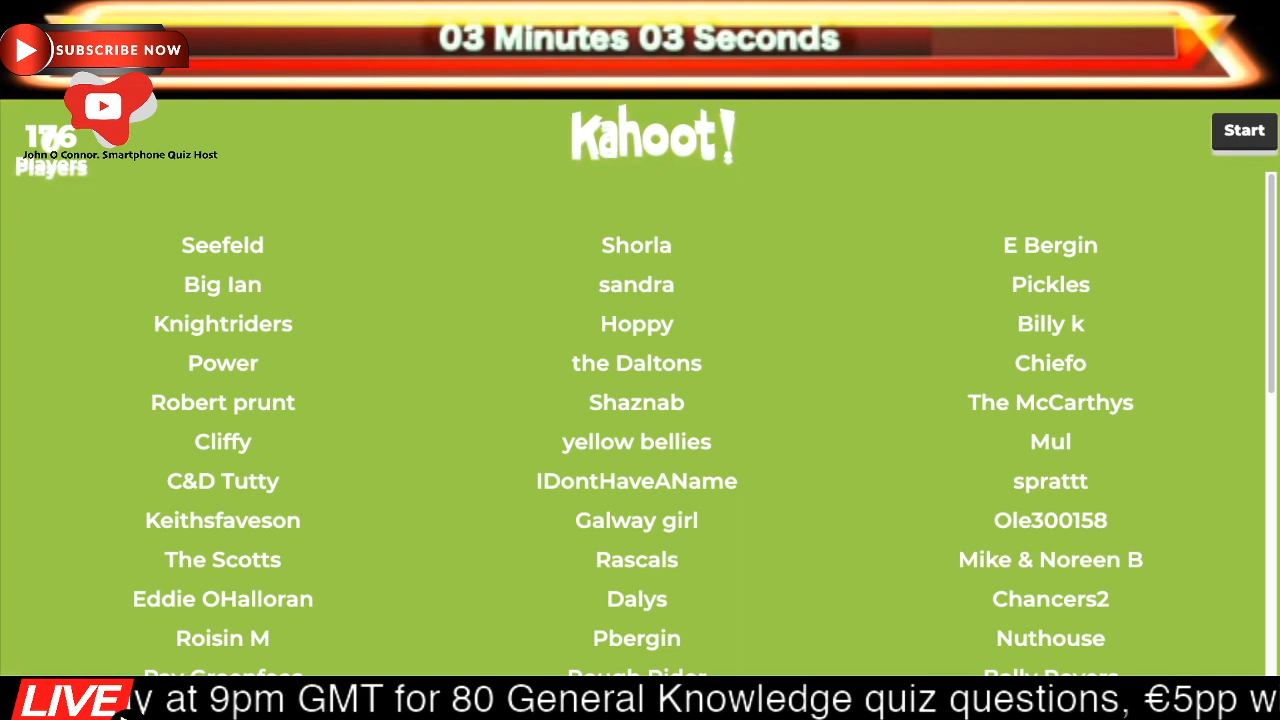 03 Minutes 03 Seconds
SUBSCRIBE NOW
Kahoot!
Start
John O Connor. Smartphone Quiz Host
Players
Seefeld Shorla E Bergin
Big Ian sandra Pickles
Knightriders Hoppy Billy k
Power the Daltons Chiefo
Robert prunt Shaznab The McCarthys
Cliffy yellow bellies Mul
C&D Tutty IDontHaveAName sprattt
Keithsfaveson Galway girl Ole300158
The Scotts Rascals Mike & Noreen B
Eddie OHalloran Dalys Chancers2
Roisin M Pbergin Nuthouse
LIVE at 9pm GMT for 80 General Knowledge quiz questions, €5pp w